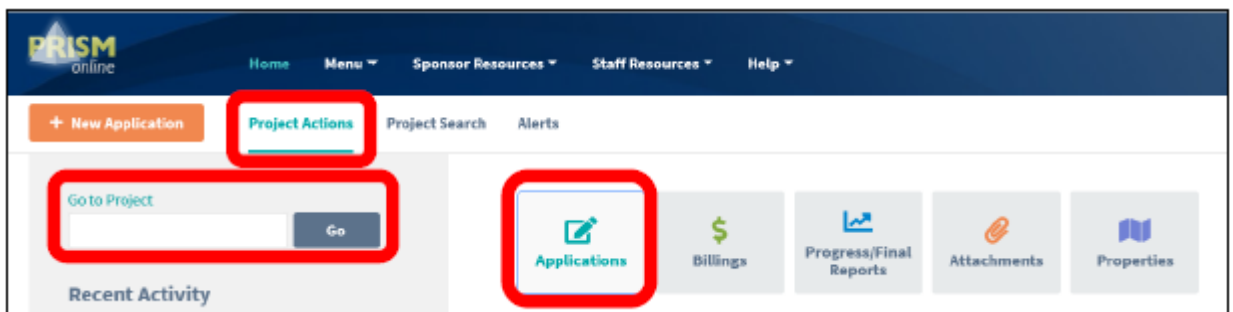 PRISM
online
Home Menu Sponsor Resources Staff Resources Help
+ New Application Project Actions Project Search Alerts
Go to Project
Go
Applications
$
Billings
Progress/Final
Reports
Attachments
Properties
Recent Activity